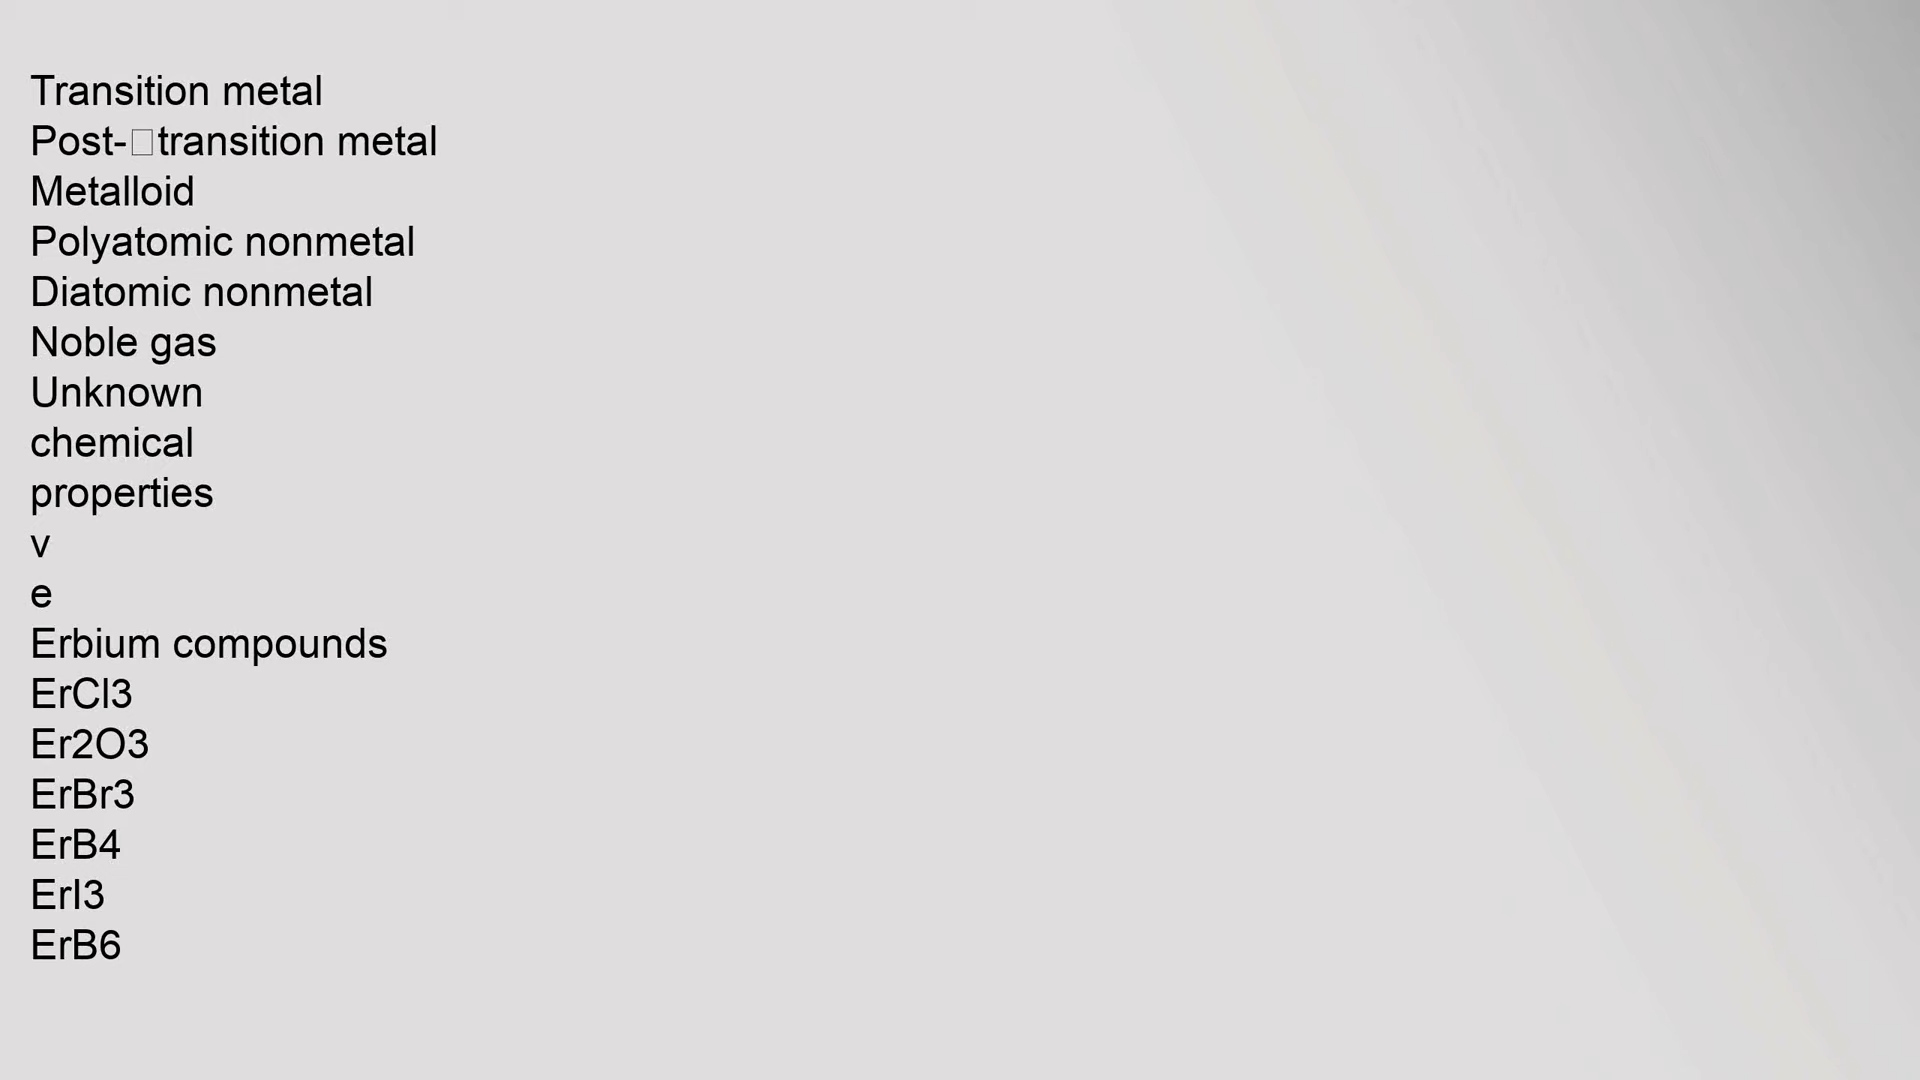 Transition metal
Post-□transition metal
Metalloid
Polyatomic nonmetal
Diatomic nonmetal
Noble gas
Unknown
chemical
properties
v
e
Erbium compounds
ErCl3
Er2O3
ErBr3
ErB4
ErI3
ErB6